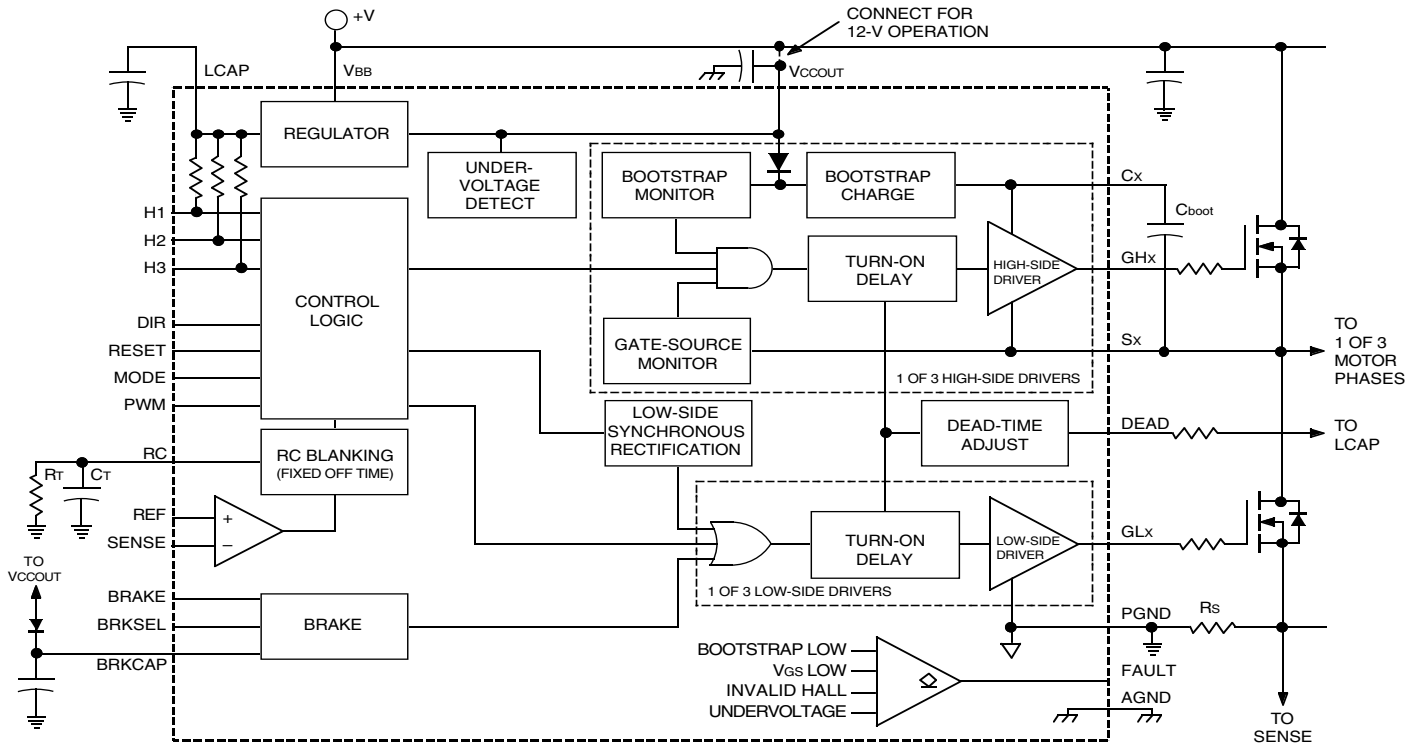 +V
CONNECT FOR
12-V OPERATION
LCAP
VBB
VCCOUT
REGULATOR
UNDER-
VOLTAGE
DETECT
BOOTSTRAP
MONITOR
BOOTSTRAP
CHARGE
CX
Cboot
H1
H2
H3
CONTROL
LOGIC
TURN-ON
DELAY
HIGH-SIDE
DRIVER
GHX
DIR
RESET
MODE
PWM
GATE-SOURCE
MONITOR
SX
TO
1 OF 3
MOTOR
PHASES
1 OF 3 HIGH-SIDE DRIVERS
LOW-SIDE
SYNCHRONOUS
RECTIFICATION
DEAD-TIME
ADJUST
DEAD
TO
LCAP
RC
RT
CT
RC BLANKING
(FIXED OFF TIME)
REF
+
SENSE
–
TURN-ON
DELAY
LOW-SIDE
DRIVER
GLX
1 OF 3 LOW-SIDE DRIVERS
TO
VCCOUT
BRAKE
BRKSEL
BRKCAP
BRAKE
PGND
RS
BOOTSTRAP LOW
VGS LOW
INVALID HALL
UNDERVOLTAGE
FAULT
AGND
TO
SENSE